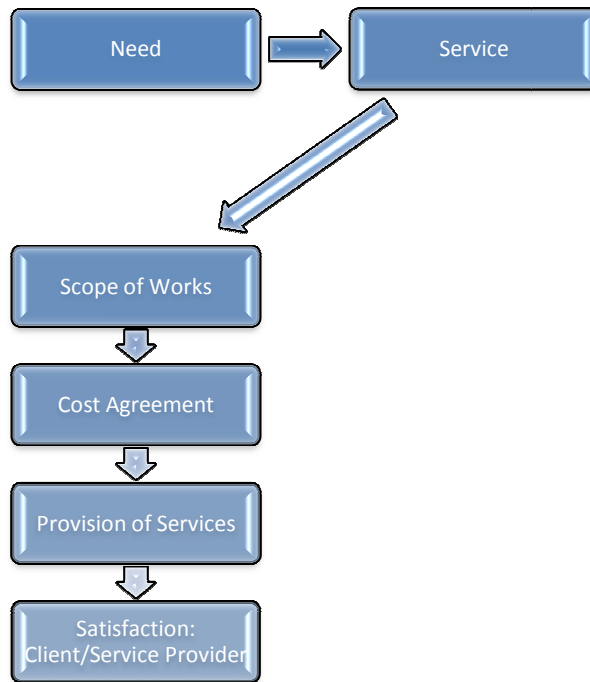 Need
Service
Scope of Works
Cost Agreement
Provision of Services
Satisfaction:
Client/Service Provider